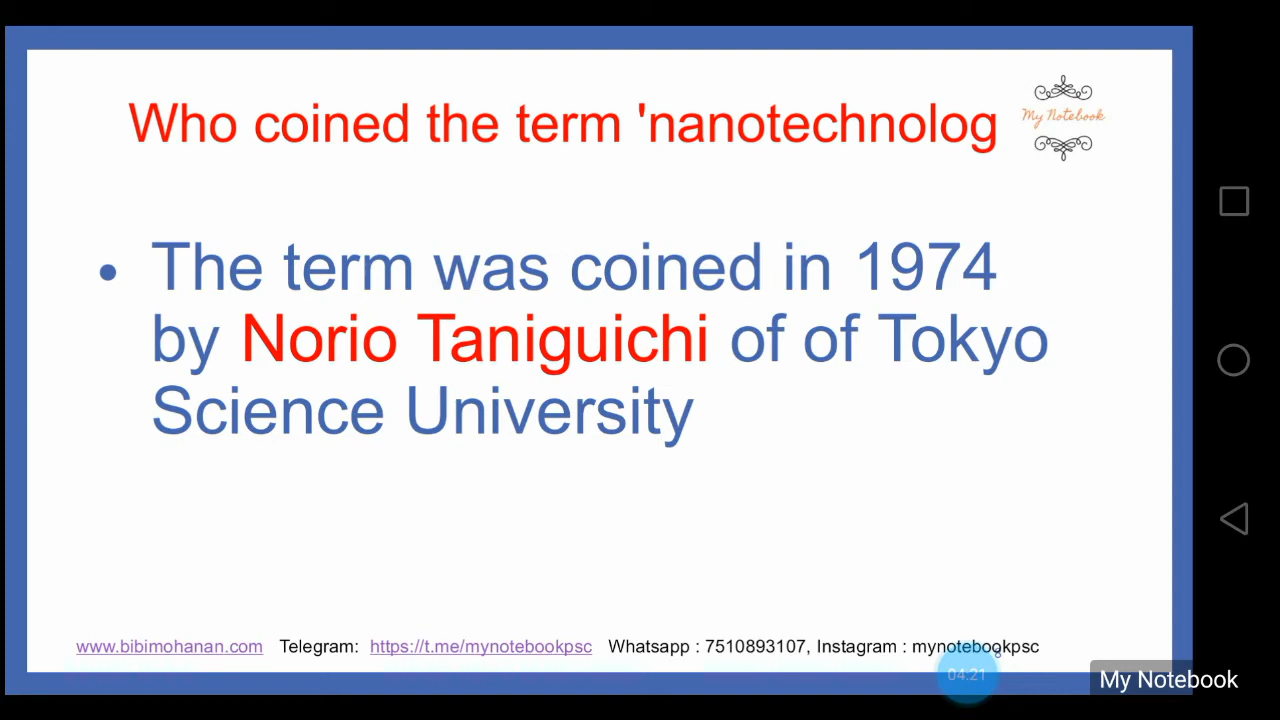 Who coined the term 'nanotechnolog
My Notebook
• The term was coined in 1974
by Norio Taniguichi of of Tokyo
Science University
www.bibimohanan.com Telegram: https://t.me/mynotebookpsc Whatsapp : 7510893107, Instagram : mynotebookpsc
8
04:21
My Notebook